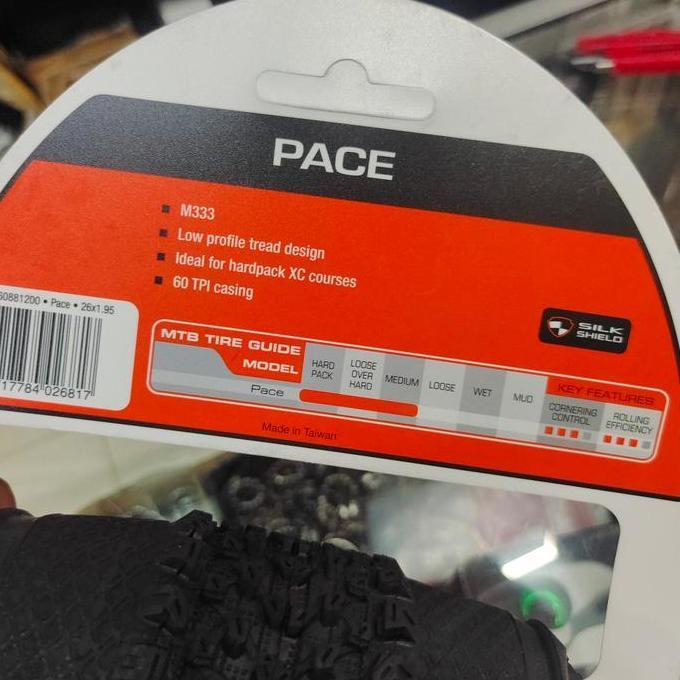 PACE
M333
Low profile tread design
Ideal for hardpack XC courses
60 TPI casing
60881200 • Pace • 26x1.95
17784 026817
SILK
SHIELD
MTB TIRE GUIDE
MODEL
HARD
PACK
LOOSE
OVER
HARD
MEDIUM
LOOSE
WET
MUD
KEY FEATURES
CORNERING
CONTROL
ROLLING
EFFICIENCY
Pace
Made in Taiwan